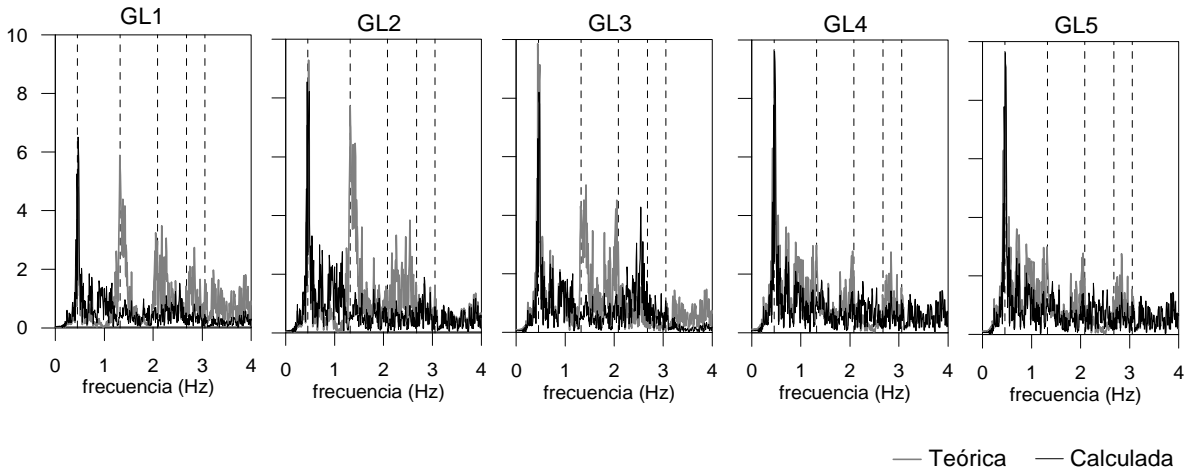 GL1 GL2 GL3 GL4 GL5
10
8
6
4
2
0
0 1 2 3 4 0 1 2 3 4 0 1 2 3 4 0 1 2 3 4 0 1 2 3 4
frecuencia (Hz) frecuencia (Hz) frecuencia (Hz) frecuencia (Hz) frecuencia (Hz)
Teórica Calculada